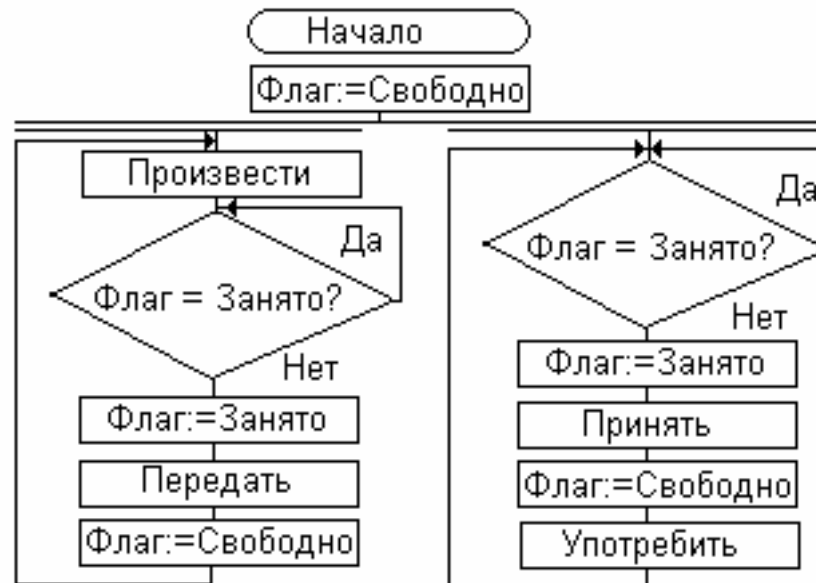 Начало
Флаг:=Свободно
Произвести
Да
Флаг = Занято?
Нет
Флаг:=Занято
Передать
Флаг:=Свободно
Да
Флаг = Занято?
Нет
Флаг:=Занято
Принять
Флаг:=Свободно
Употребить